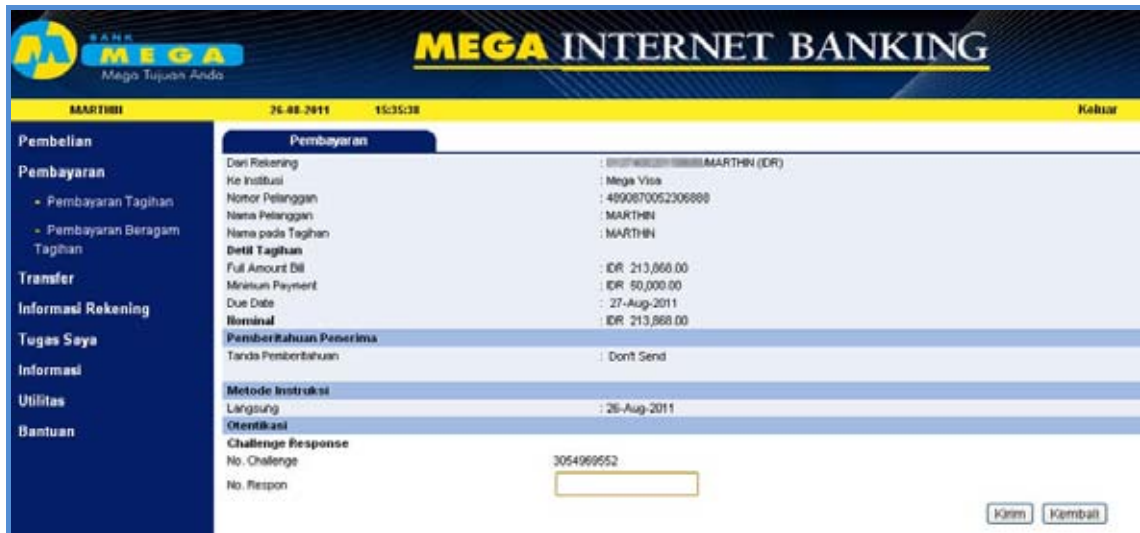 BANK
MEGA
Mega Tujuan Anda
MEGA INTERNET BANKING
MARTHIN 26-08-2011 15:35:38 Keluar
Pembelian
Pembayaran
Pembayaran Tagihan
Pembayaran Beragam
Tagihan
Transfer
Informasi Rekening
Tugas Saya
Informasi
Utilitas
Bantuan
Pembayaran
Dari Rekening : MARTHIN (IDR)
Ke Institusi : Mega Visa
Nomor Pelanggan : 4890870052306888
Nama Pelanggan : MARTHIN
Nama pada Tagihan : MARTHIN
Detil Tagihan
Full Amount Bill : IDR 213,868.00
Minimum Payment : IDR 50,000.00
Due Date : 27-Aug-2011
Nominal : IDR 213,868.00
Pemberitahuan Penerima
Tanda Pemberitahuan : Don't Send
Metode Instruksi
Langsung : 26-Aug-2011
Otentikasi
Challenge Response
No. Challenge 3054969552
No. Respon
Kirim Kembali